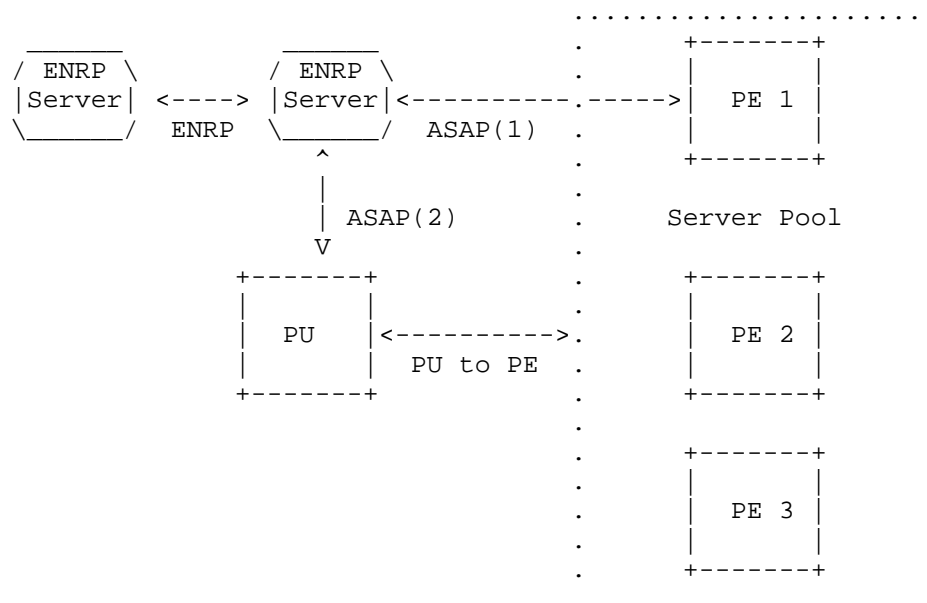 ENRP ENRP
Server <----> Server <----------.----->  PE 1
ENRP ASAP(1)
ASAP(2) Server Pool
V
PU <----------> PE 2
PU to PE
PE 3